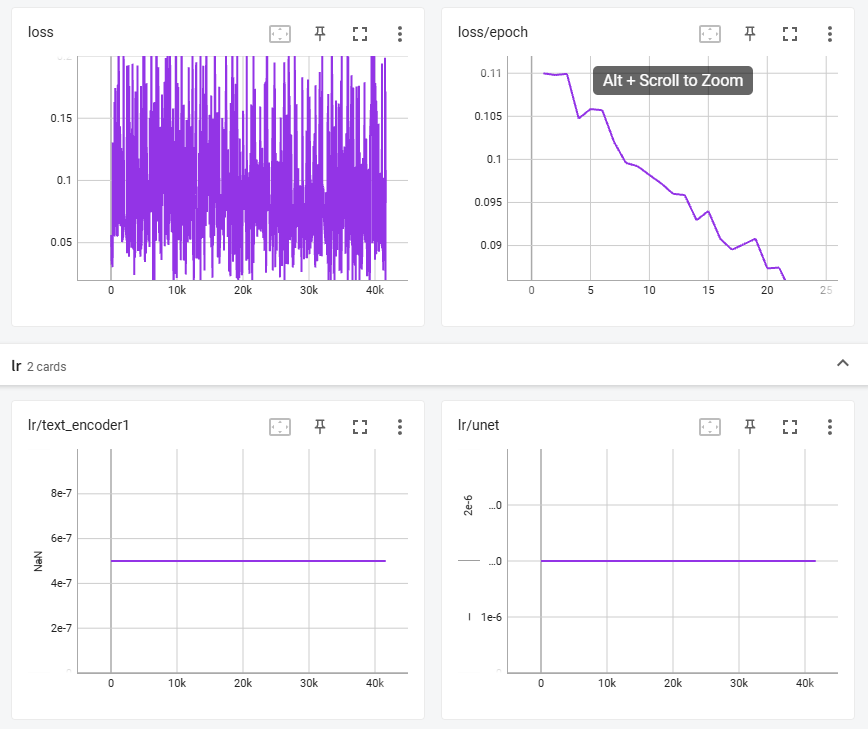 loss
0.15
0.1
0.05
0 10k 20k 30k 40k
loss/epoch
Alt + Scroll to Zoom
0.11
0.105
0.1
0.095
0.09
0 5 10 15 20 25
lr 2 cards
lr/text_encoder1
8e-7
6e-7
4e-7
2e-7
NaN
0 10k 20k 30k 40k
lr/unet
2e-6
...0
...0
1e-6
0 10k 20k 30k 40k